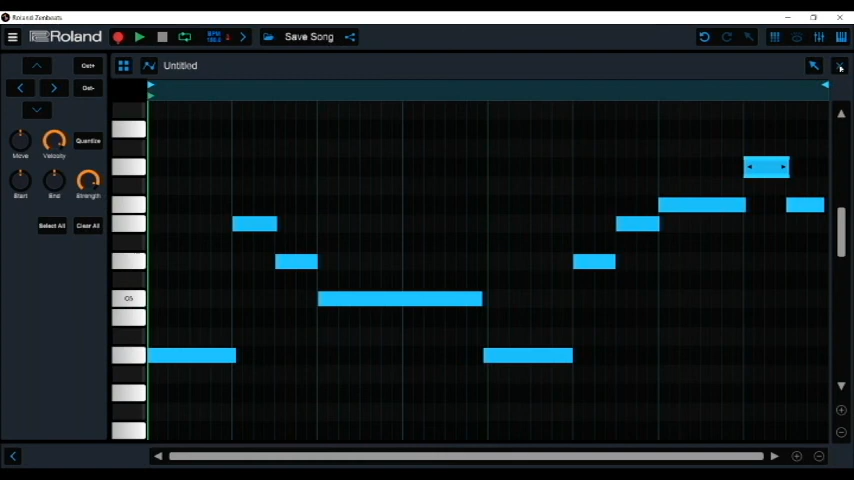 Roland Zenbeats
Roland
BPM
Save Song
Untitled
Oct+
Oct-
Move
Velocity
Quantize
Start
End
Strength
Select All
Clear All
C5